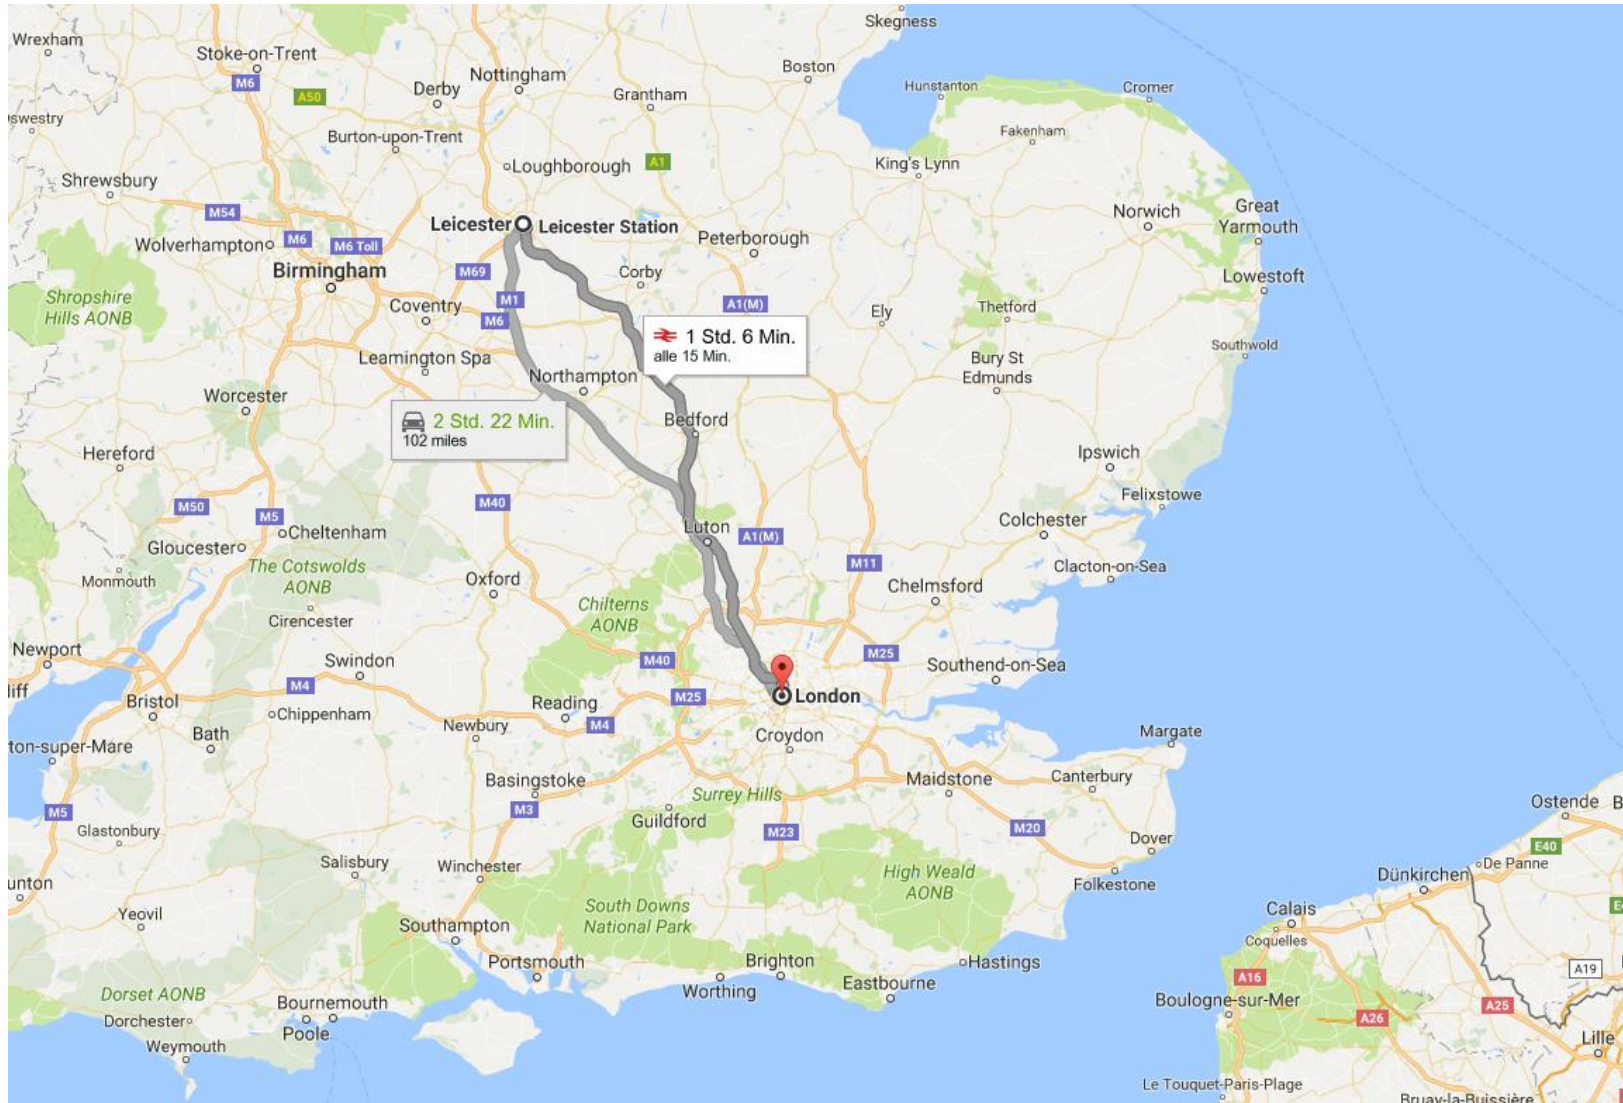 Skegness
Wrexham
Stoke-on-Trent
Boston
M6
Nottingham
Derby
Hunstanton
Cromer
A50
Grantham
Oswestry
Burton-upon-Trent
Fakenham
Loughborough
A1
King's Lynn
Shrewsbury
M54
Leicester
Leicester Station
Norwich
Great
Yarmouth
Wolverhampton
M6
M6 Toll
Peterborough
Birmingham
M69
Corby
Lowestoft
Shropshire
Hills AONB
Coventry
M1
A1(M)
Ely
Thetford
M6
1 Std. 6 Min.
alle 15 Min.
Southwold
Leamington Spa
Bury St
Edmunds
Northampton
Worcester
2 Std. 22 Min.
102 miles
Bedford
Hereford
Ipswich
Felixstowe
M50
M5
M40
Cheltenham
Luton
A1(M)
Colchester
Gloucester
M11
Clacton-on-Sea
Monmouth
The Cotswolds
AONB
Oxford
Chelmsford
Cirencester
Chilterns
AONB
Newport
Swindon
M40
M25
Southend-on-Sea
iff
M4
M25
London
Bristol
Chippenham
Reading
M4
Newbury
Bath
Croydon
Margate
ton-super-Mare
Basingstoke
Maidstone
Canterbury
M5
M3
Surrey Hills
Ostende
B
Glastonbury
Guildford
M23
M20
Dover
E40
Salisbury
Winchester
High Weald
AONB
De Panne
Dünkirchen
unton
Folkestone
Yeovil
South Downs
National Park
Calais
Southampton
Coquelles
Portsmouth
Brighton
Hastings
A19
Worthing
Eastbourne
A16
Dorset AONB
Bournemouth
Boulogne-sur-Mer
A25
Dorchester
Poole
A26
Weymouth
Lille
Le Touquet-Paris-Plage
Bruay-la-Buissière